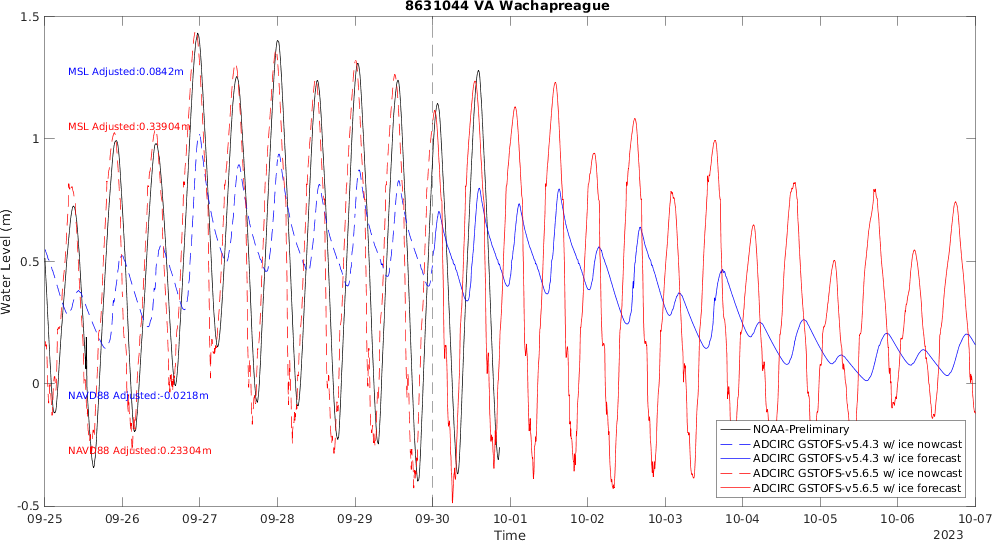 8631044 VA Wachapreague
1.5
MSL Adjusted:0.0842m
MSL Adjusted:0.33904m
1
Water Level (m)
0.5
0
NAVD88 Adjusted:-0.0218m
NAVD88 Adjusted:0.23304m
NOAA-Preliminary
ADCIRC GSTOFS-v5.4.3 w/ ice nowcast
ADCIRC GSTOFS-v5.4.3 w/ ice forecast
ADCIRC GSTOFS-v5.6.5 w/ ice nowcast
ADCIRC GSTOFS-v5.6.5 w/ ice forecast
-0.5
09-25 09-26 09-27 09-28 09-29 09-30 10-01 10-02 10-03 10-04 10-05 10-06 10-07
Time
2023